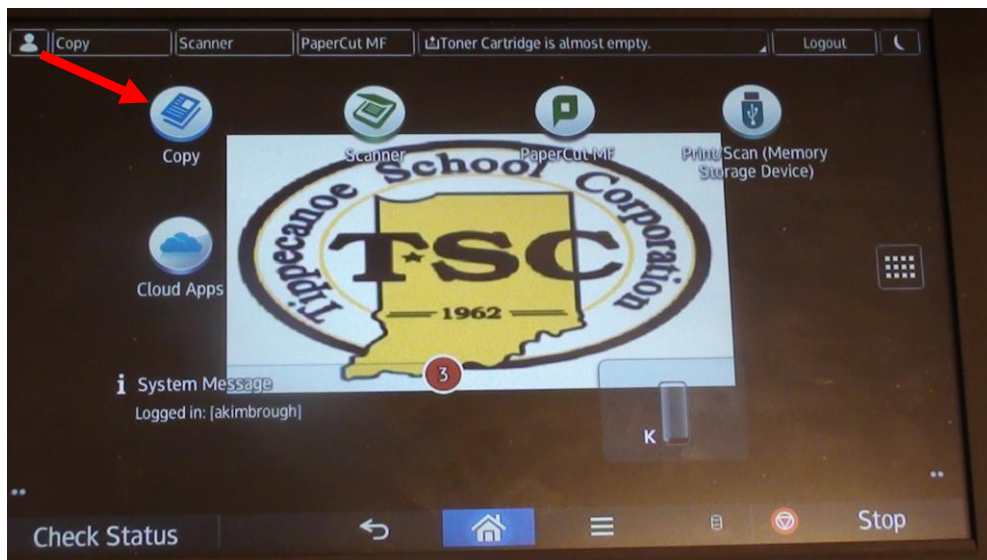 Copy
Scanner
PaperCut MF
Toner Cartridge is almost empty.
Logout
Copy
Scanner
PaperCut MF
Print/Scan (Memory
Storage Device)
Cloud Apps
Tippecanoe School Corporation
TSC
1962
3
i System Message
Logged in: [akimbrough]
K
Check Status
Stop